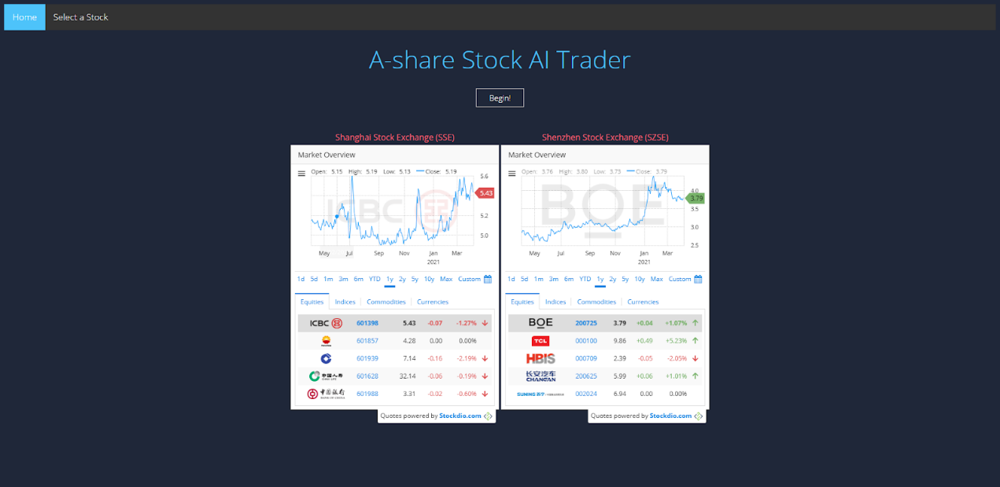 Home Select a Stock
A-share Stock AI Trader
Begin!
Shanghai Stock Exchange (SSE)
Market Overview
Open: 5.15 High: 5.19 Low: 5.13 Close: 5.19
ICBC
5.6
5.43
5.2
5.0
May Jul Sep Nov Jan Mar
2021
1d 5d 1m 3m 6m YTD 1y 2y 5y 10y Max Custom
Equities Indices Commodities Currencies
ICBC 601398 5.43 -0.07 -1.27%
601857 4.28 0.00 0.00%
601939 7.14 -0.16 -2.19%
中国人寿 CHINA LIFE 601628 32.14 -0.06 -0.19%
中国银行 BANK OF CHINA 601988 3.31 -0.02 -0.60%
Quotes powered by Stockdio.com
Shenzhen Stock Exchange (SZSE)
Market Overview
Open: 3.76 High: 3.80 Low: 3.73 Close: 3.79
BOE
4.0
3.79
3.5
3.0
2.5
May Jul Sep Nov Jan Mar
2021
1d 5d 1m 3m 6m YTD 1y 2y 5y 10y Max Custom
Equities Indices Commodities Currencies
BOE 200725 3.79 +0.04 +1.07%
TCL 000100 9.86 +0.49 +5.23%
HBIS 000709 2.39 -0.05 -2.05%
长安汽车 CHANGAN 200625 5.99 +0.06 +1.01%
SUNING 苏宁 002024 6.94 0.00 0.00%
Quotes powered by Stockdio.com